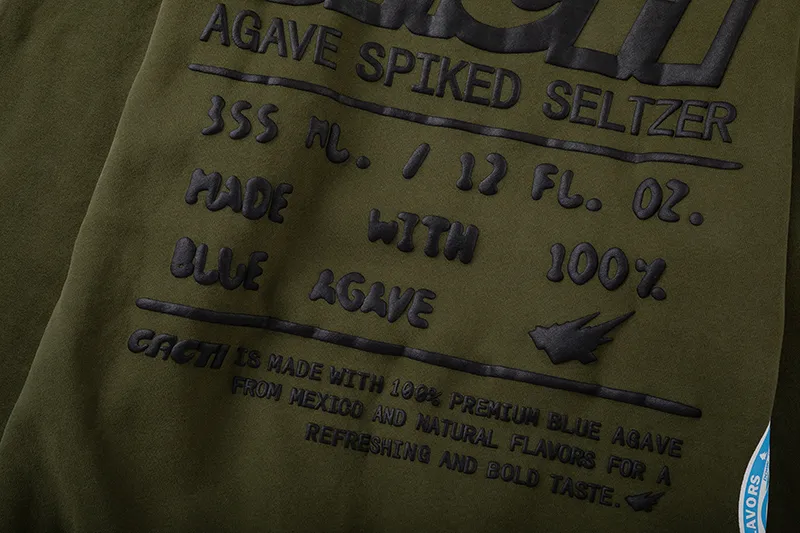 CACTI
AGAVE SPIKED SELTZER
355 ML. / 12 FL. OZ.
MADE WITH 100%
BLUE AGAVE
CACTI IS MADE WITH 100% PREMIUM BLUE AGAVE
FROM MEXICO AND NATURAL FLAVORS FOR A
REFRESHING AND BOLD TASTE.